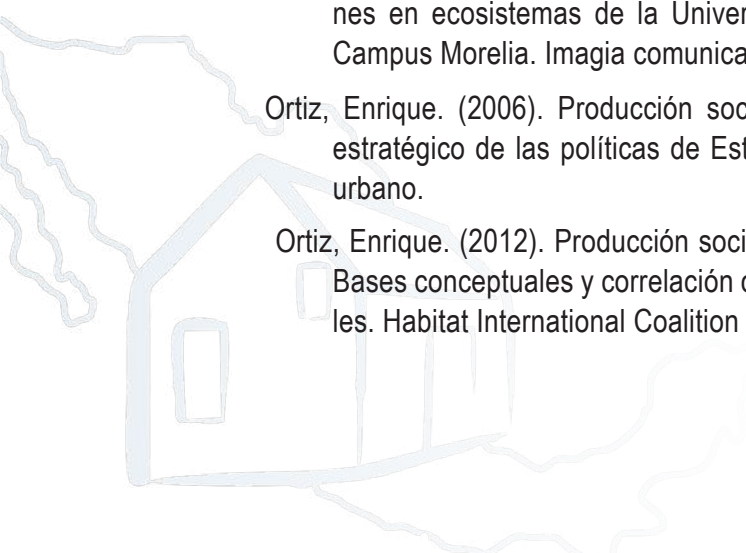 nes en ecosistemas de la Univer
Campus Morelia. Imagia comunica
Ortiz, Enrique. (2006). Producción soc
estratégico de las políticas de Est
urbano.
Ortiz, Enrique. (2012). Producción soci
Bases conceptuales y correlación
les. Habitat International Coalition